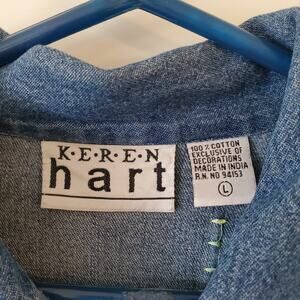 K·E·R·E·N
hart
100% COTTON
EXCLUSIVE OF
DECORATIONS
MADE IN INDIA
R.N. NO 94153
L